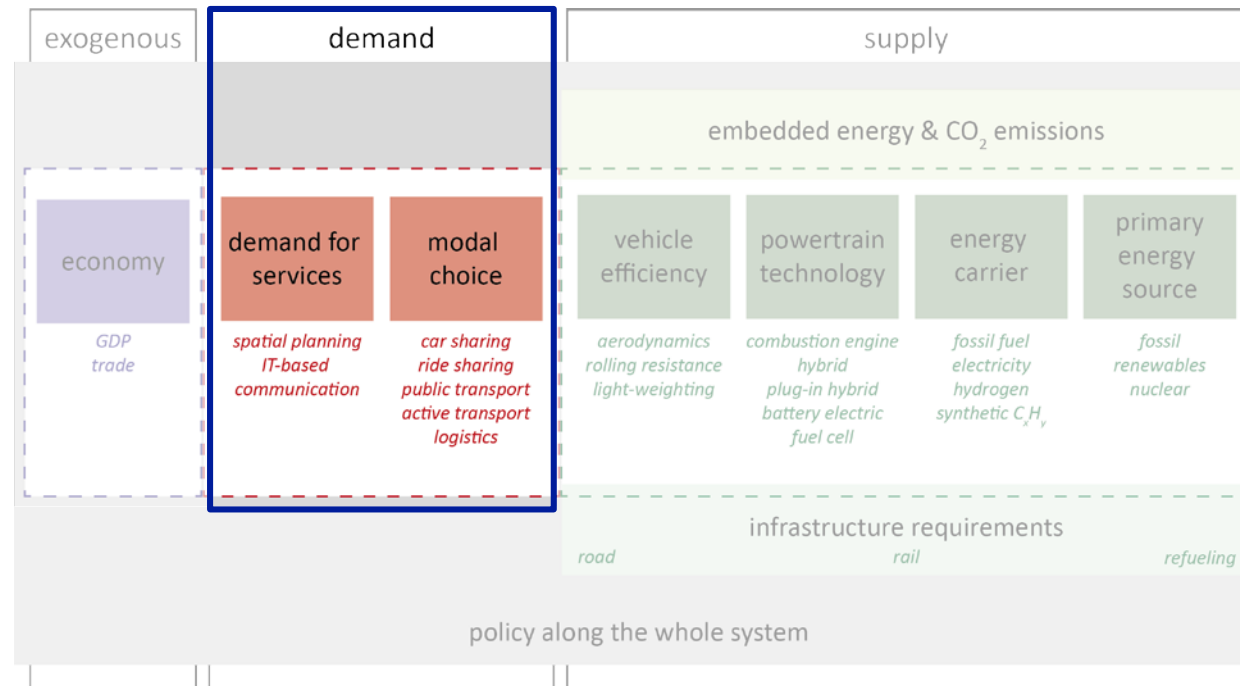 exogenous
demand
supply
embedded energy & CO₂ emissions
economy
GDP
trade
demand for
services
spatial planning
IT-based
communication
modal
choice
car sharing
ride sharing
public transport
active transport
logistics
vehicle
efficiency
aerodynamics
rolling resistance
light-weighting
powertrain
technology
combustion engine
hybrid
plug-in hybrid
battery electric
fuel cell
energy
carrier
fossil fuel
electricity
hydrogen
synthetic CₓHᵧ
primary
energy
source
fossil
renewables
nuclear
infrastructure requirements
road rail refueling
policy along the whole system